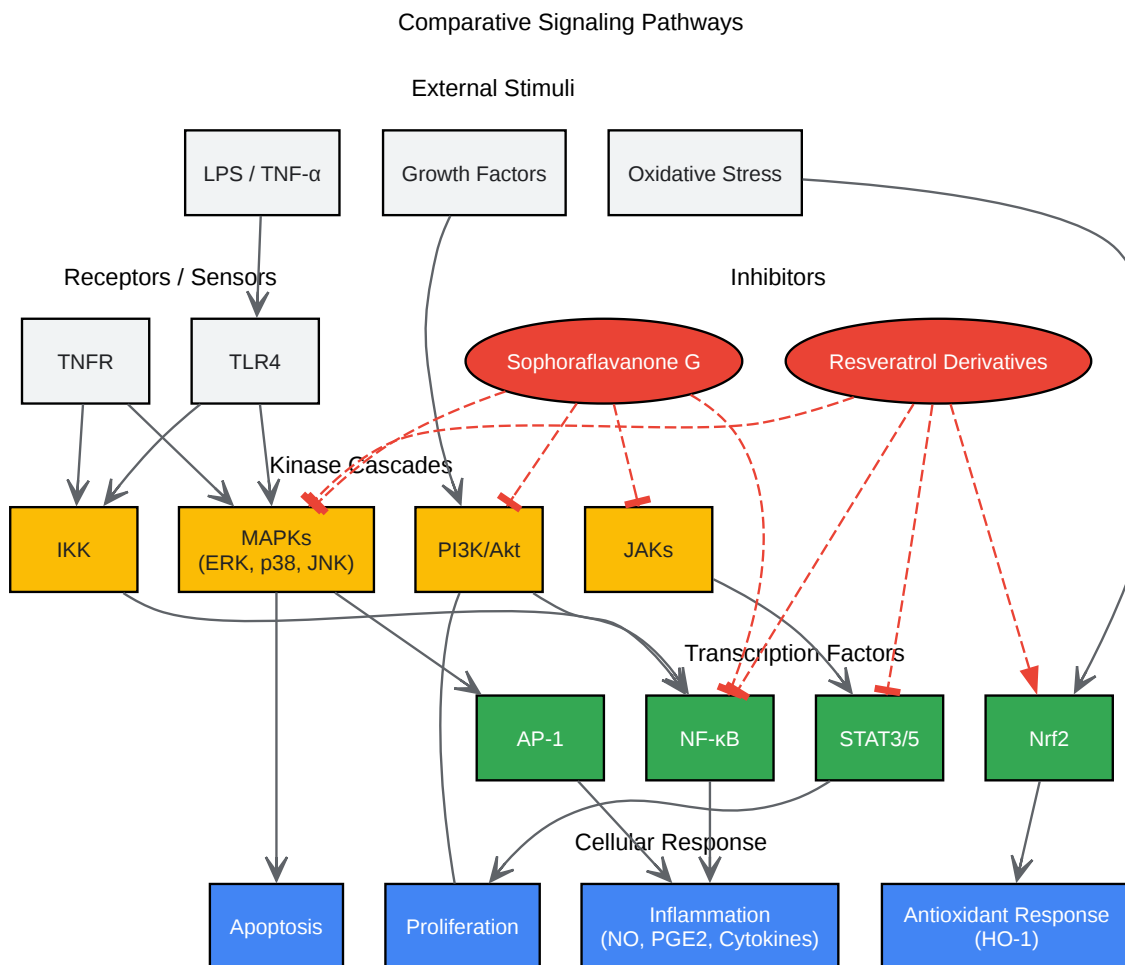 Comparative Signaling Pathways
External Stimuli
LPS / TNF-α
Growth Factors
Oxidative Stress
Receptors / Sensors
Inhibitors
TNFR
TLR4
Sophoraflavanone G
Resveratrol Derivatives
Kinase Cascades
IKK
MAPKs
(ERK, p38, JNK)
PI3K/Akt
JAKs
Transcription Factors
AP-1
NF-κB
STAT3/5
Nrf2
Cellular Response
Apoptosis
Proliferation
Inflammation
(NO, PGE2, Cytokines)
Antioxidant Response
(HO-1)